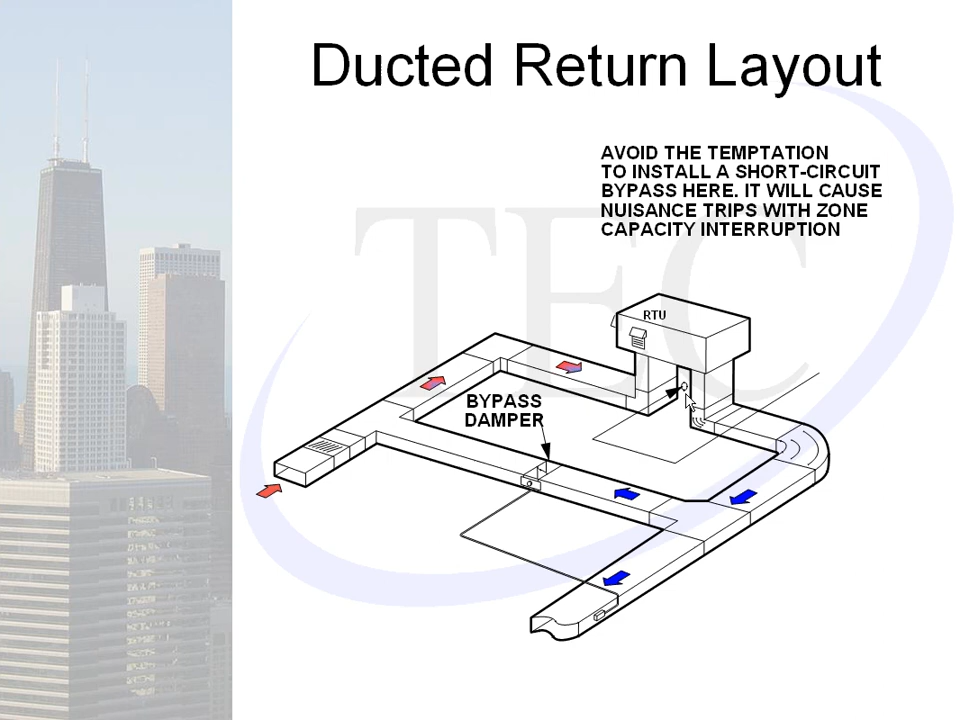 Ducted Return Layout
AVOID THE TEMPTATION
TO INSTALL A SHORT-CIRCUIT
BYPASS HERE. IT WILL CAUSE
NUISANCE TRIPS WITH ZONE
CAPACITY INTERRUPTION
TEC
RTU
BYPASS
DAMPER